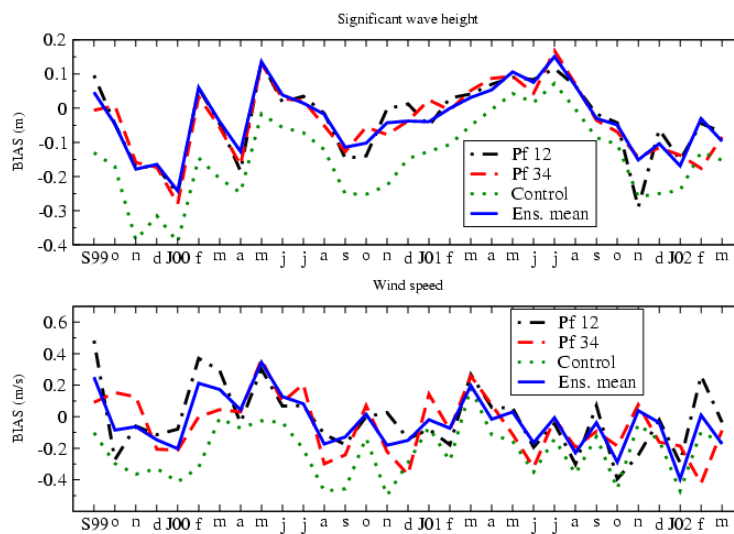 Significant wave height
0.2
0.1
0
-0.1
-0.2
-0.3
-0.4
BIAS (m)
Pf 12
Pf 34
Control
Ens. mean
S99 o n d J00 f m a m j j a s o n d J01 f m a m j j a s o n d J02 f m
Wind speed
0.6
0.4
0.2
0
-0.2
-0.4
BIAS (m/s)
Pf 12
Pf 34
Control
Ens. mean
S99 o n d J00 f m a m j j a s o n d J01 f m a m j j a s o n d J02 f m